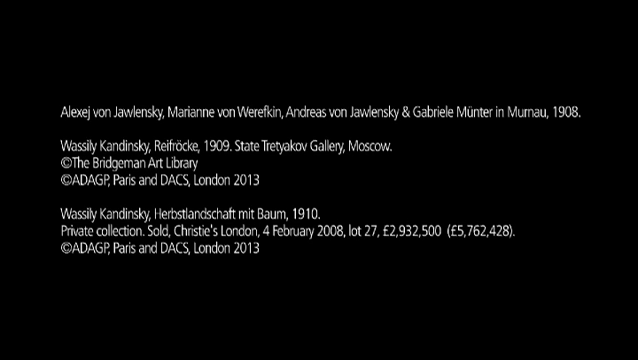 Alexej von Jawlensky, Marianne von Werefkin, Andreas von Jawlensky & Gabriele Münter in Murnau, 1908.
Wassily Kandinsky, Reifröcke, 1909. State Tretyakov Gallery, Moscow.
©The Bridgeman Art Library
©ADAGP, Paris and DACS, London 2013
Wassily Kandinsky, Herbstlandschaft mit Baum, 1910.
Private collection. Sold, Christie's London, 4 February 2008, lot 27, £2,932,500 (£5,762,428).
©ADAGP, Paris and DACS, London 2013